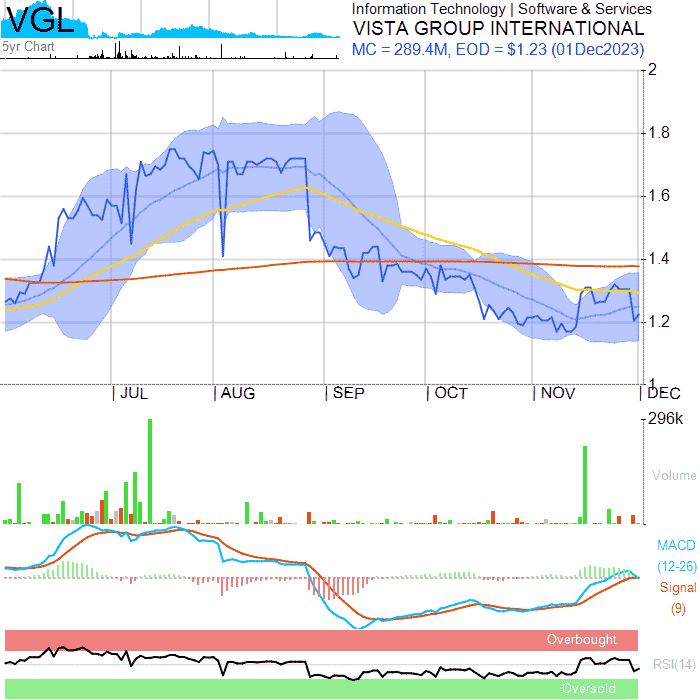 VGL
5yr Chart
Information Technology | Software & Services
VISTA GROUP INTERNATIONAL
MC = 289.4M, EOD = $1.23 (01Dec2023)
2
1.8
1.6
1.4
1.2
1
JUL
AUG
SEP
OCT
NOV
DEC
296k
Volume
MACD
(12-26)
Signal
(9)
Overbought
RSI(14)
Oversold